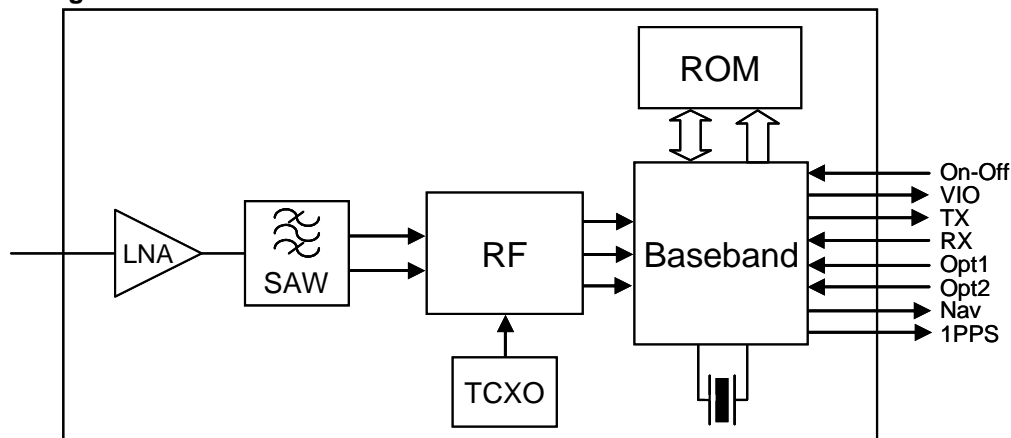 ROM
On-Off
VIO
TX
RX
Opt1
Opt2
Nav
1PPS
LNA
SAW
RF
Baseband
TCXO